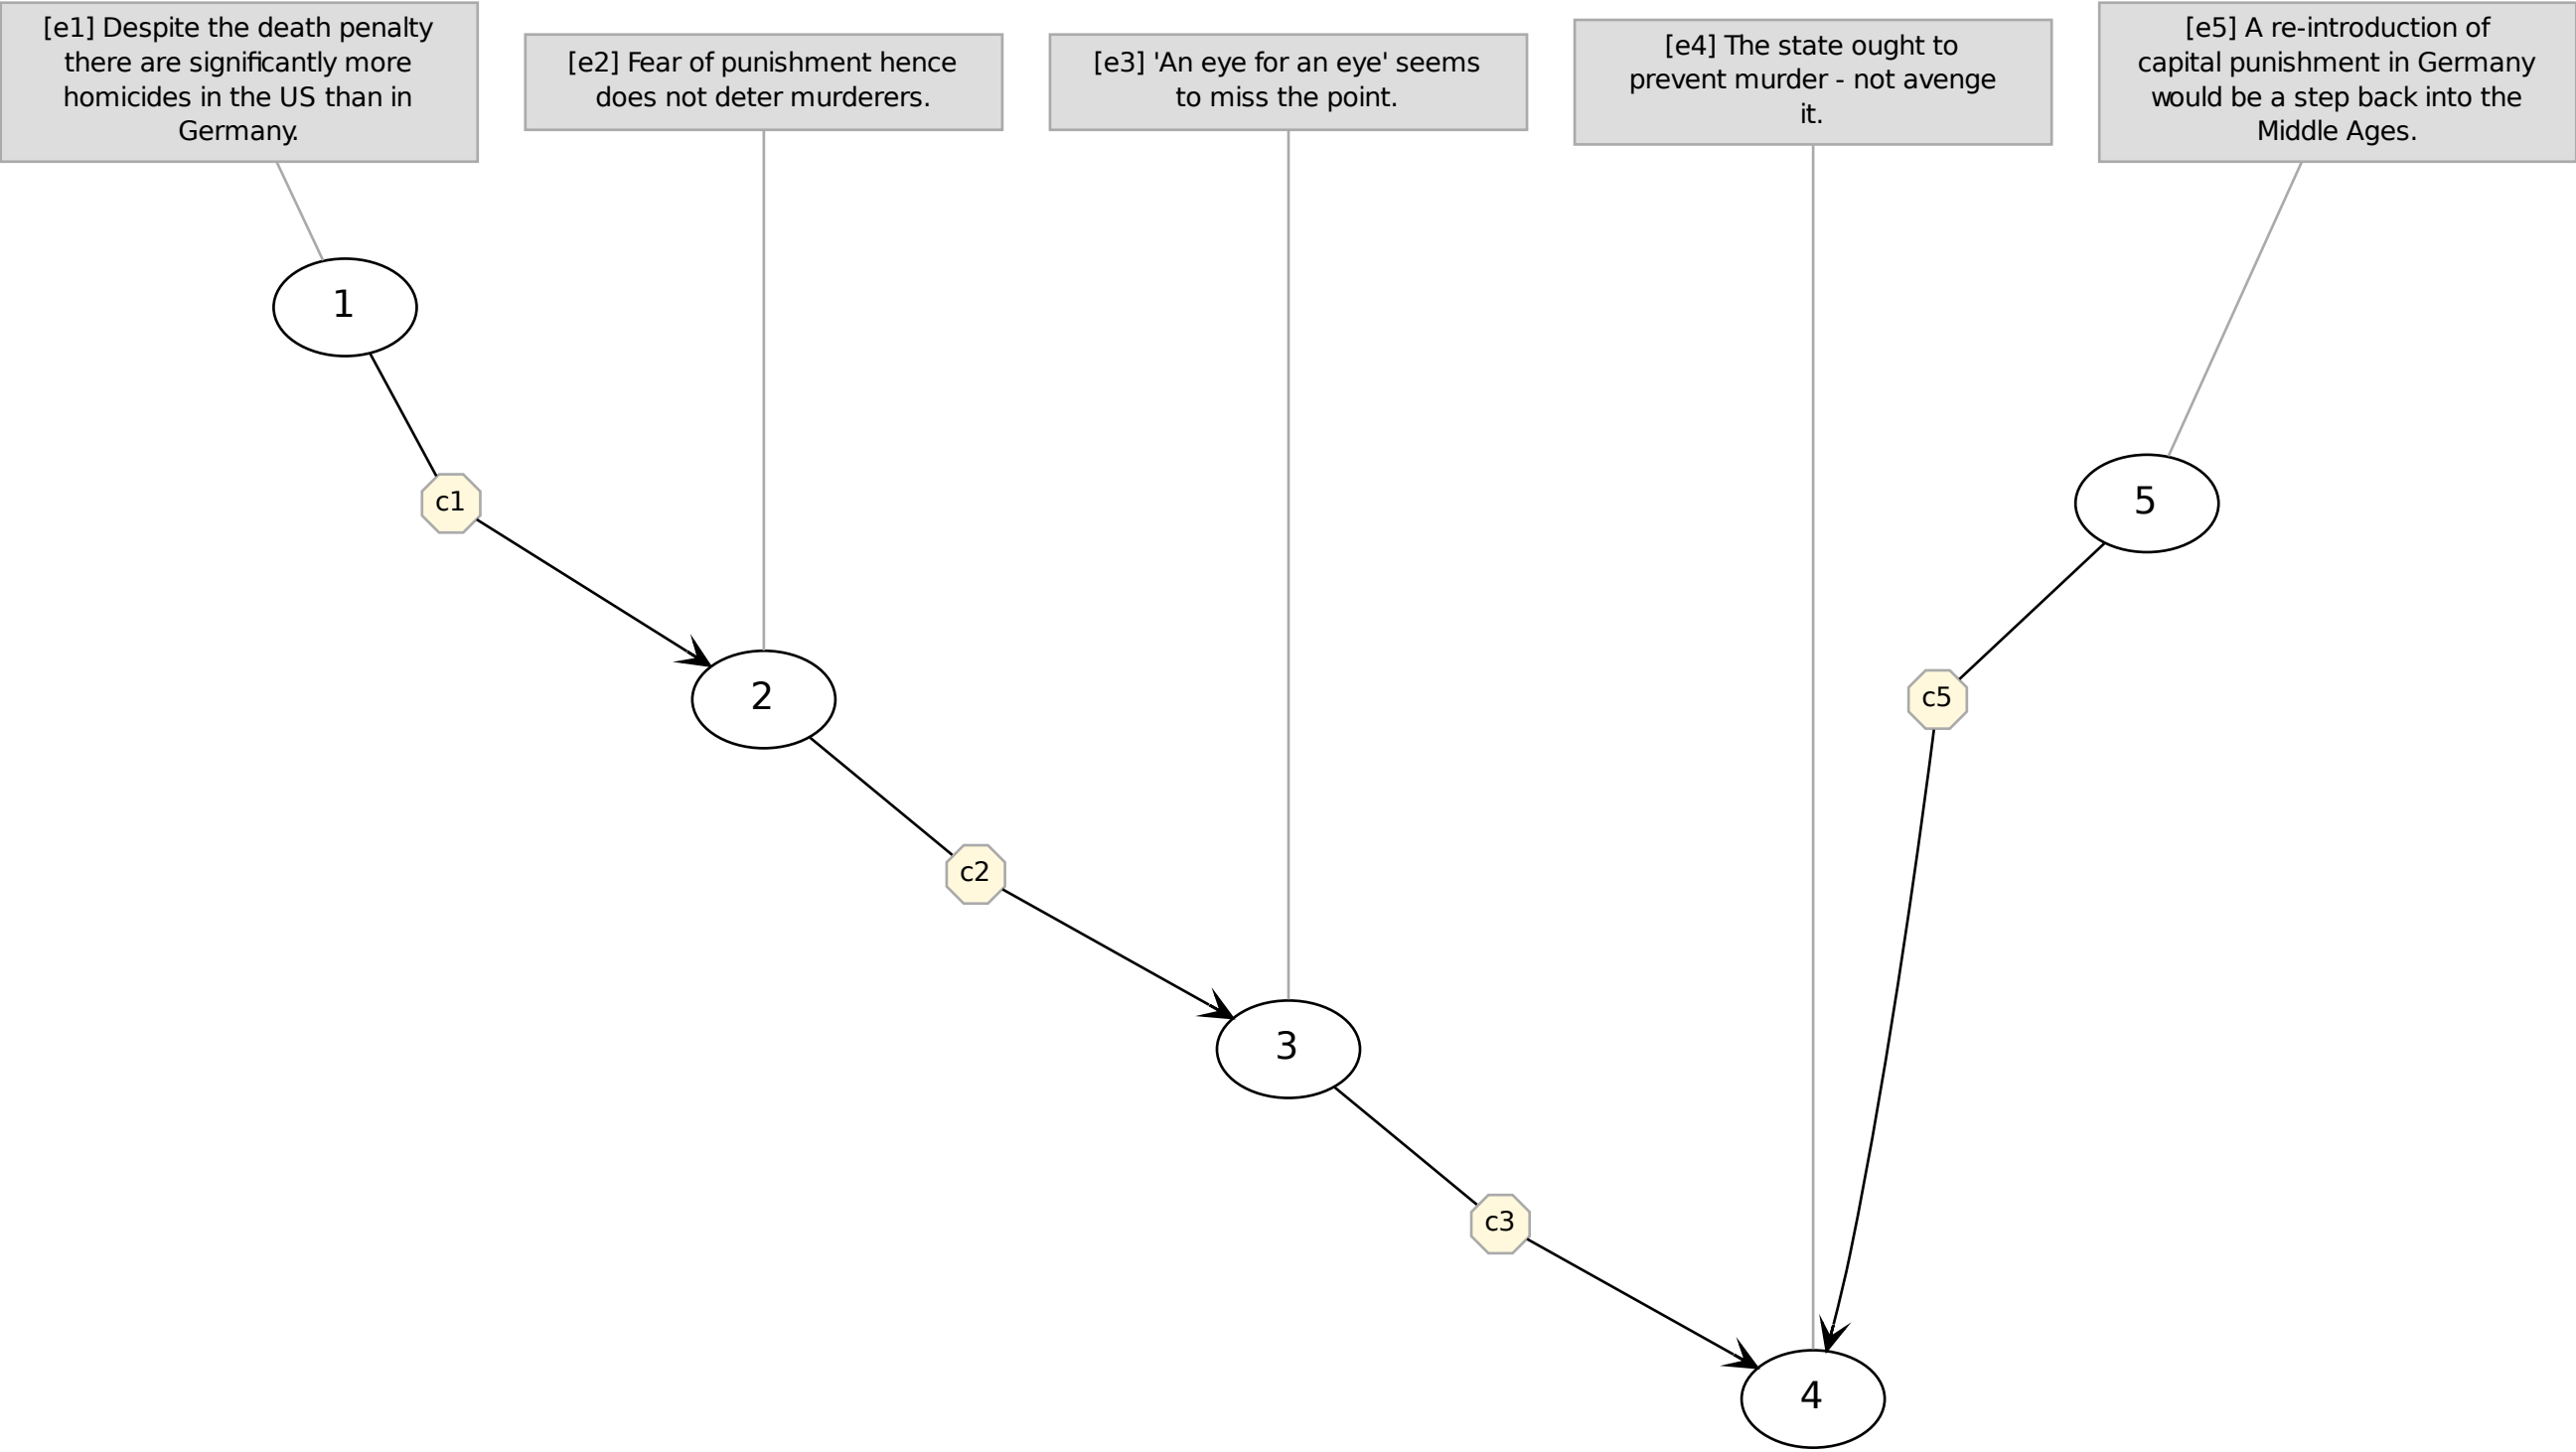 [e1] Despite the death penalty
there are significantly more
homicides in the US than in
Germany.
[e2] Fear of punishment hence
does not deter murderers.
[e3] 'An eye for an eye' seems
to miss the point.
[e4] The state ought to
prevent murder - not avenge
it.
[e5] A re-introduction of
capital punishment in Germany
would be a step back into the
Middle Ages.
1
c1
5
2
c5
c2
3
c3
4